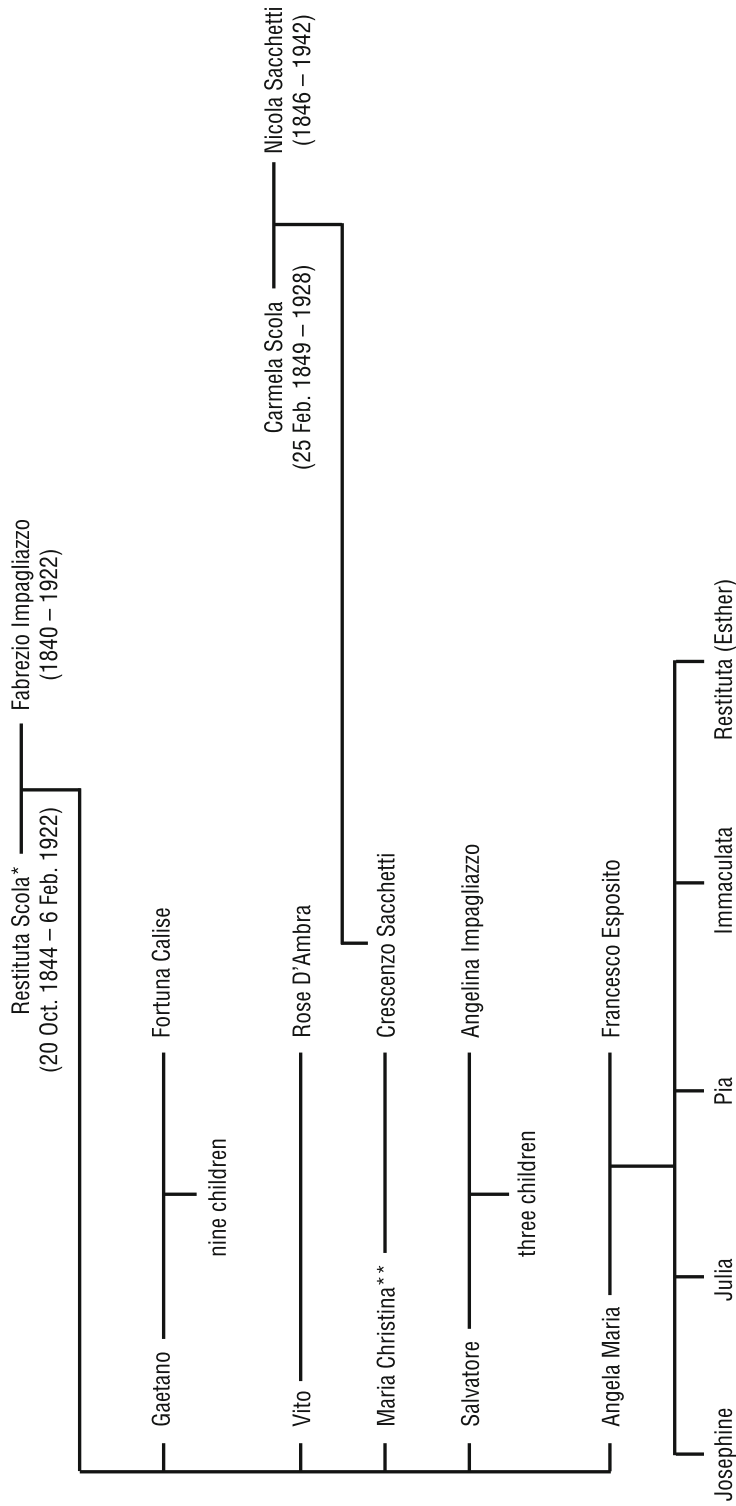 Restituta Scola*
(20 Oct. 1844 – 6 Feb. 1922)
Fabrezio Impagliazzo
(1840 – 1922)
Gaetano
Fortuna Calise
nine children
Carmela Scola
(25 Feb. 1849 – 1928)
Nicola Sacchetti
(1846 – 1942)
Vito
Rose D’Ambra
Maria Christina**
Crescenzo Sacchetti
Salvatore
Angelina Impagliazzo
three children
Angela Maria
Francesco Esposito
Josephine
Julia
Pia
Immaculata
Restituta (Esther)